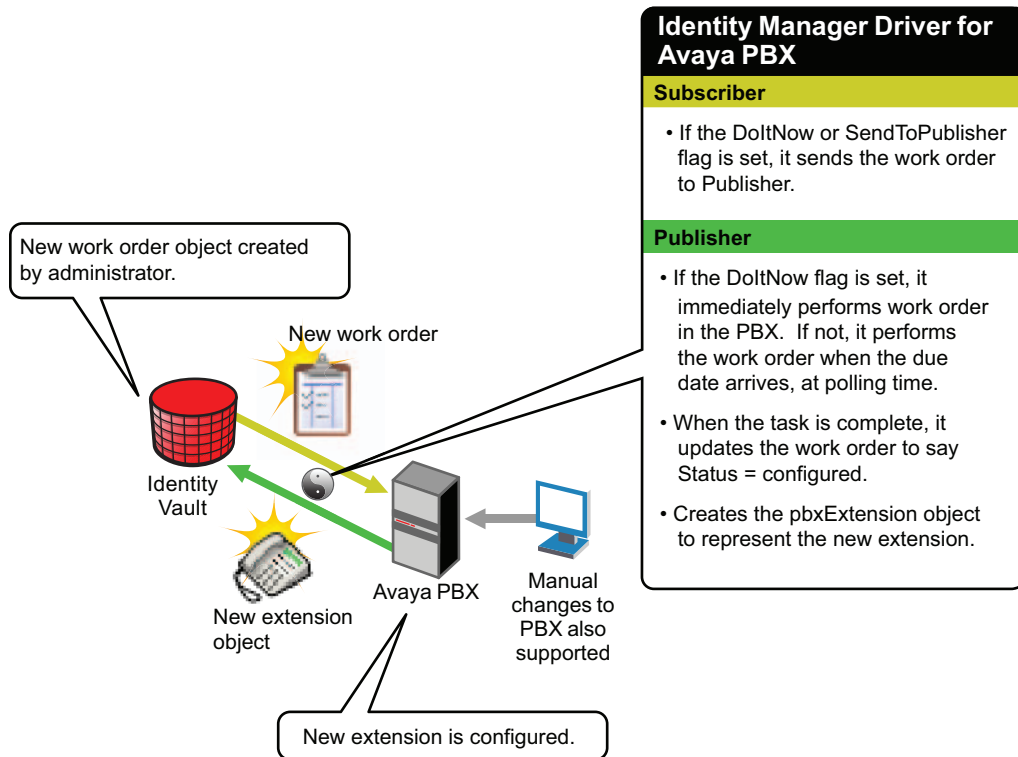 Identity Manager Driver for
Avaya PBX
Subscriber
• If the DoItNow or SendToPublisher
flag is set, it sends the work order
to Publisher.
Publisher
• If the DoItNow flag is set, it
immediately performs work order
in the PBX. If not, it performs
the work order when the due
date arrives, at polling time.
• When the task is complete, it
updates the work order to say
Status = configured.
• Creates the pbxExtension object
to represent the new extension.
New work order object created
by administrator.
New work order
Identity
Vault
Avaya PBX
New extension
object
Manual
changes to
PBX also
supported
New extension is configured.